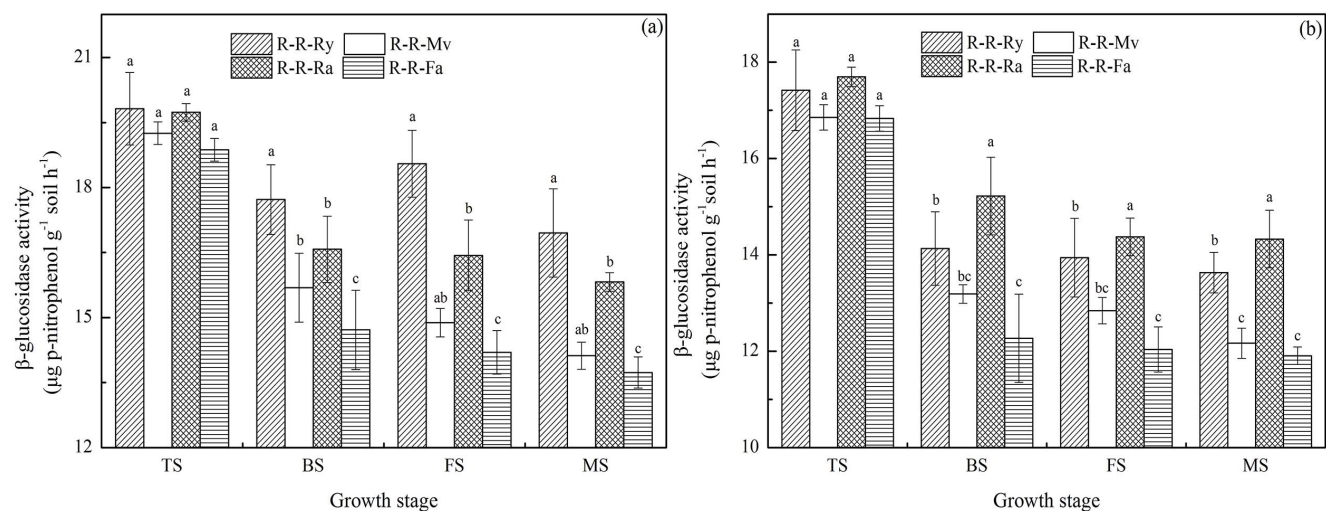 (a)
R-R-Ry R-R-Mv
R-R-Ra R-R-Fa
β-glucosidase activity
(μg p-nitrophenol g⁻¹ soil h⁻¹)
21
18
15
12
a a a a
a b b c
a ab b c
a ab b c
TS BS FS MS
Growth stage
(b)
R-R-Ry R-R-Mv
R-R-Ra R-R-Fa
β-glucosidase activity
(μg p-nitrophenol g⁻¹ soil h⁻¹)
18
16
14
12
10
a a a a
b bc a c
b bc a c
b c a c
TS BS FS MS
Growth stage